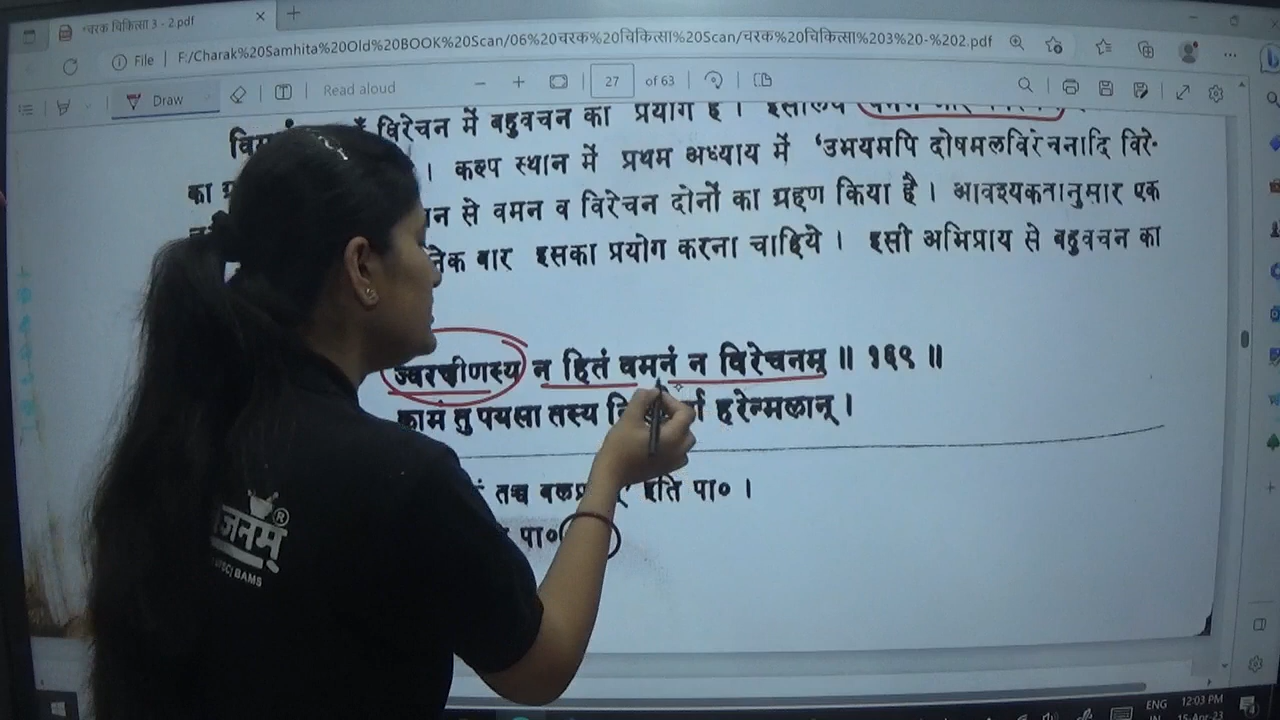 चरक चिकित्सा 3 - 2.pdf
File F:/Charak%20Samhita%20Old%20BOOK%20Scan/06%20चरक%20चिकित्सा%20Scan/चरक%20चिकित्सा%203%20-%202.pdf
Draw Read aloud 27 of 63
विरेचन में बहुवचन का प्रयोग है । इसलिये
। कल्प स्थान में प्रथम अध्याय में 'उभयमपि दोषमलविरेचनादि विरे-
से वमन व विरेचन दोनों का ग्रहण किया है । आवश्यकतानुसार एक
बार इसका प्रयोग करना चाहिये । इसी अभिप्राय से बहुवचन का
ज्वरक्षीणस्य न हितं वमनं न विरेचनम् ॥ १६९ ॥
कामं तु पयसा तस्य हरेन्मलान् ।
तच्च इति पा० ।
पा०
जनम् ®
BAMS
ENG 12:03 PM